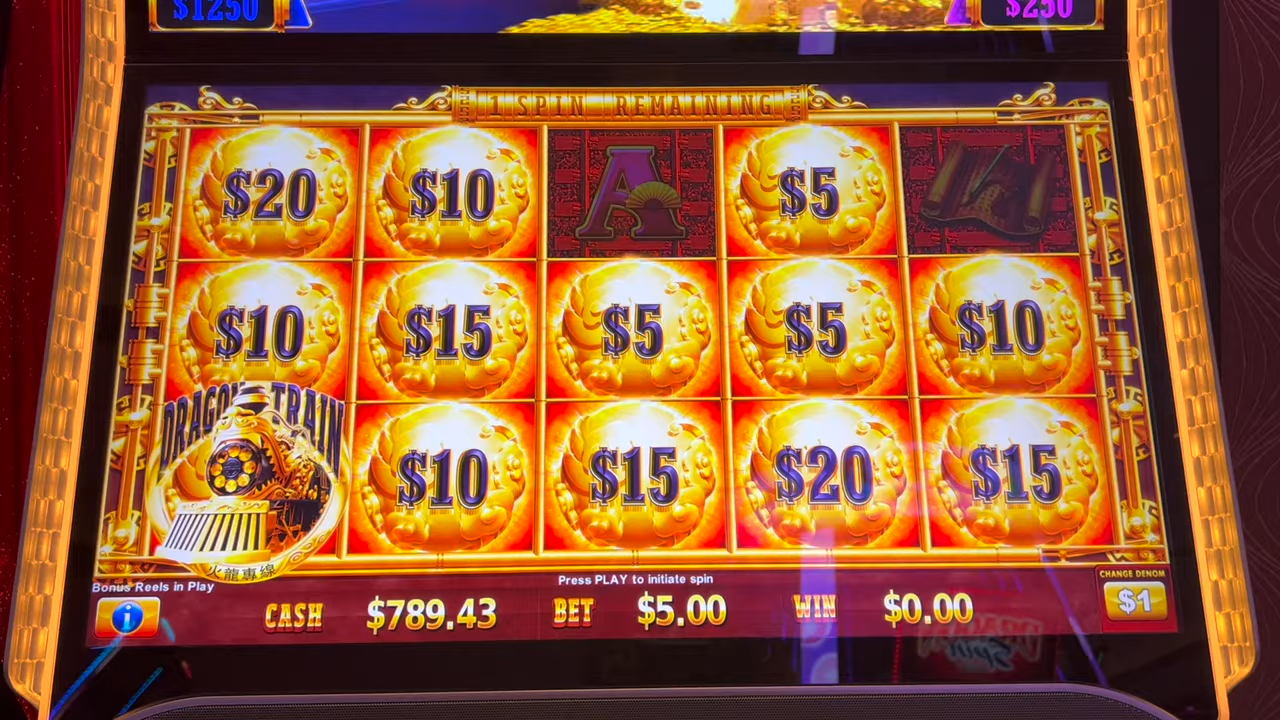 $1250
$250
1 SPIN REMAINING
$20 $10 A $5
$10 $15 $5 $5 $10
DRAGON TRAIN
$10 $15 $20 $15
火龍專線
Bonus Reels in Play
Press PLAY to initiate spin
CHANGE DENOM
CASH $789.43 BET $5.00 WIN $0.00
$1